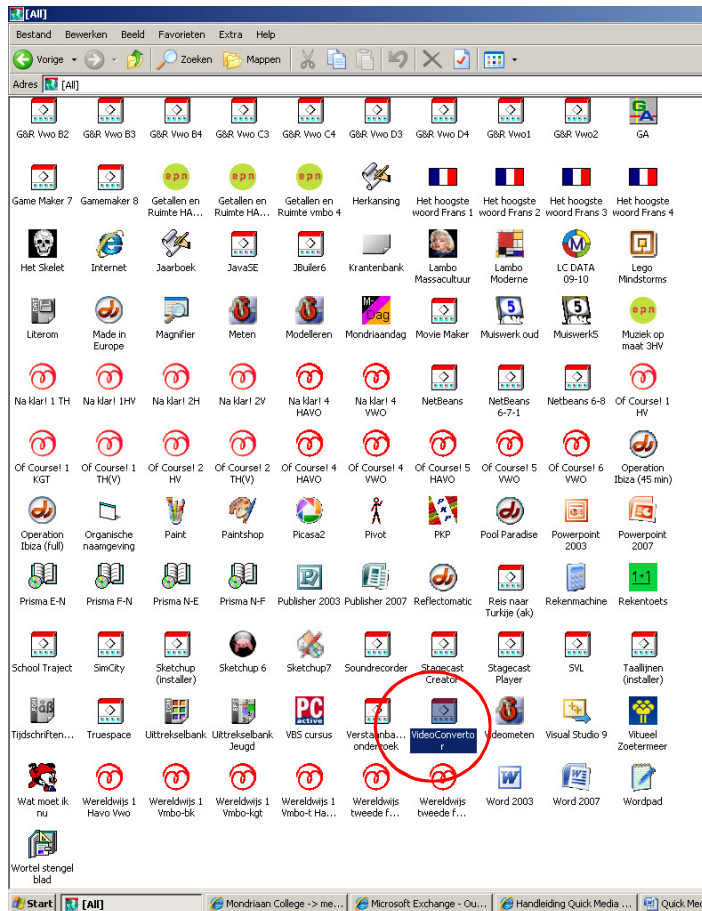 [All]
Bestand Bewerken Beeld Favorieten Extra Help
Vorige Zoeken Mappen
Adres [All]
G&R Vwo B2 G&R Vwo B3 G&R Vwo B4 G&R Vwo C3 G&R Vwo C4 G&R Vwo D3 G&R Vwo D4 G&R Vwo1 G&R Vwo2 GA
epn epn epn
Game Maker 7 Gamemaker 8 Getallen en Getallen en Getallen en Herkansing Het hoogste Het hoogste Het hoogste Het hoogste
Ruimte HA... Ruimte HA... Ruimte vmbo 4 woord Frans 1 woord Frans 2 woord Frans 3 woord Frans 4
Het Skelet Internet Jaarboek JavaSE JBuiler6 Krantenbank Lambo Lambo LC DATA Lego
Massacultuur Moderne 09-10 Mindstorms
Literom Made in Magnifier Meten Modelleren Mondriaandag Movie Maker Muiswerk oud Muiswerk5 Muziek op
Europe maat 3HV
Na klar! 1 TH Na klar! 1HV Na klar! 2H Na klar! 2V Na klar! 4 Na klar! 4 NetBeans NetBeans Netbeans 6-8 Of Course! 1
HAVO VWO 6-7-1 HV
Of Course! 1 Of Course! 1 Of Course! 2 Of Course! 2 Of Course! 4 Of Course! 4 Of Course! 5 Of Course! 5 Of Course! 6 Operation
KGT TH(V) HV TH(V) HAVO VWO HAVO VWO VWO Ibiza (45 min)
Operation Organische Paint Paintshop Picasa2 Pivot PKP Pool Paradise Powerpoint Powerpoint
Ibiza (full) naamgeving 2003 2007
1+1
Prisma E-N Prisma F-N Prisma N-E Prisma N-F Publisher 2003 Publisher 2007 Reflectomatic Reis naar Rekenmachine Rekentoets
Turkije (ak)
School Traject SimCity Sketchup Sketchup 6 Sketchup7 Soundrecorder Stagecast Stagecast SVL Taallijnen
(installer) Creator Player (installer)
PC
active
Tijdschriften... Truespace Uittrekselbank Uittrekselbank VBS cursus Verstaanba... VideoConverto Videometen Visual Studio 9 Vitueel
Jeugd onderzoek r Zoetermeer
Wat moet ik Wereldwijs 1 Wereldwijs 1 Wereldwijs 1 Wereldwijs Wereldwijs Word 2003 Word 2007 Wordpad
nu Havo Vwo Vmbo-bk Vmbo-kgt Vmbo-t Ha... tweede f... tweede f...
Wortel stengel
blad
Start [All] Mondriaan College -> me... Microsoft Exchange - Ou... Handleiding Quick Media ... Quick Med